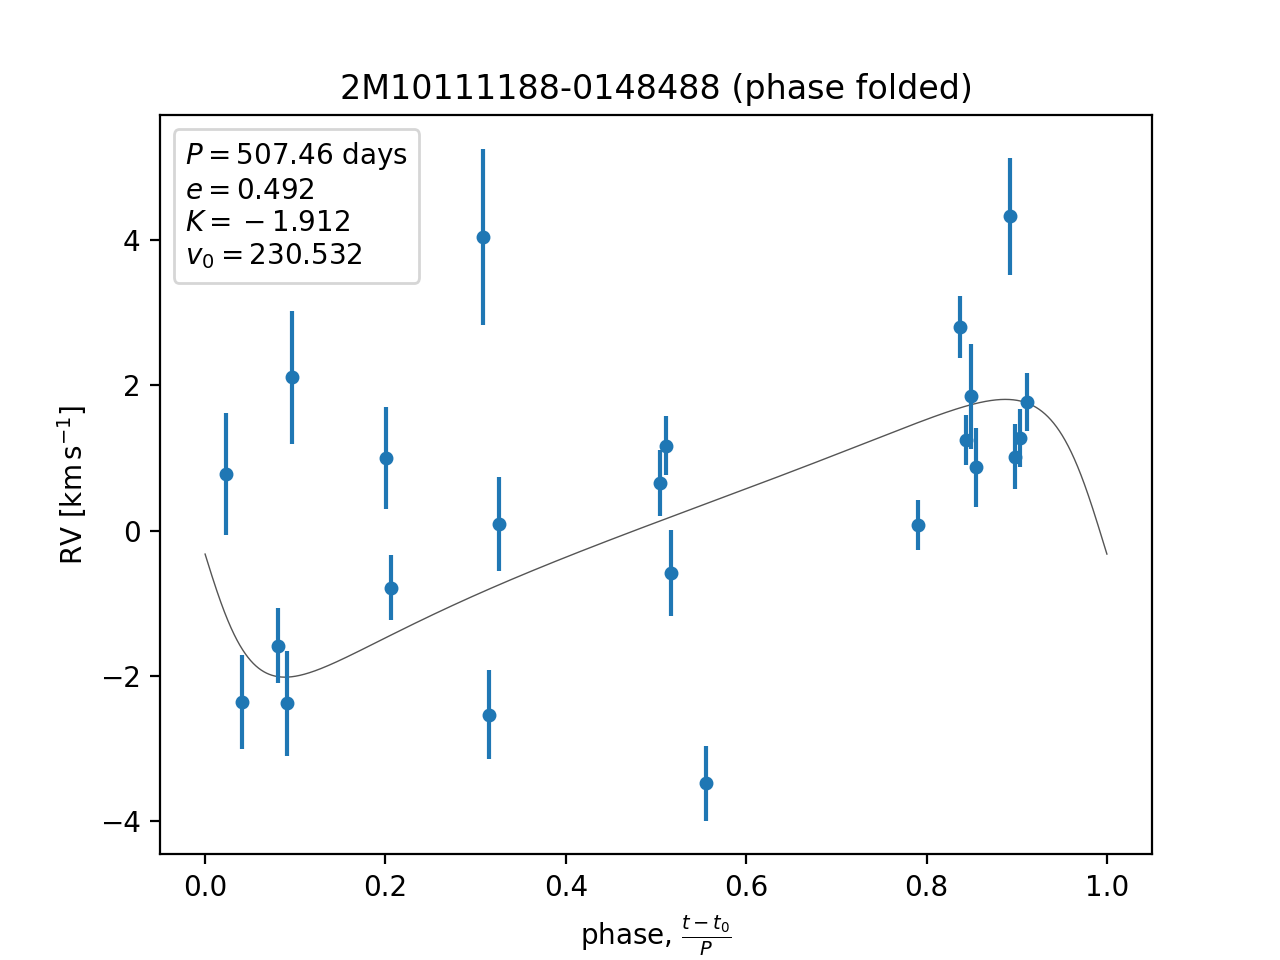 2M10111188-0148488 (phase folded)
P = 507.46 days
e = 0.492
K = −1.912
v₀ = 230.532
RV [km s⁻¹]
4
2
0
−2
−4
0.0 0.2 0.4 0.6 0.8 1.0
phase, (t − t₀)/P